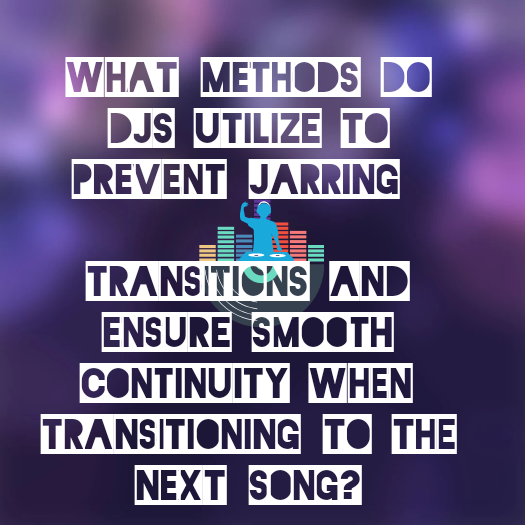 WHAT METHODS DO
DJS UTILIZE TO
PREVENT JARRING
TRANSITIONS AND
ENSURE SMOOTH
CONTINUITY WHEN
TRANSITIONING TO THE
NEXT SONG?